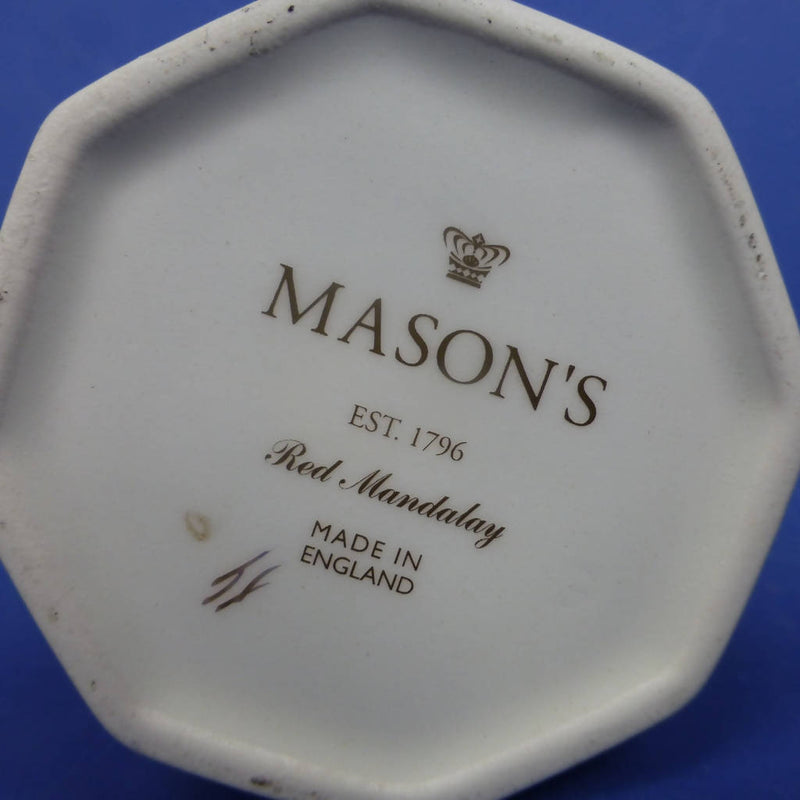 MASON'S
EST. 1796
Red Mandalay
MADE IN
ENGLAND